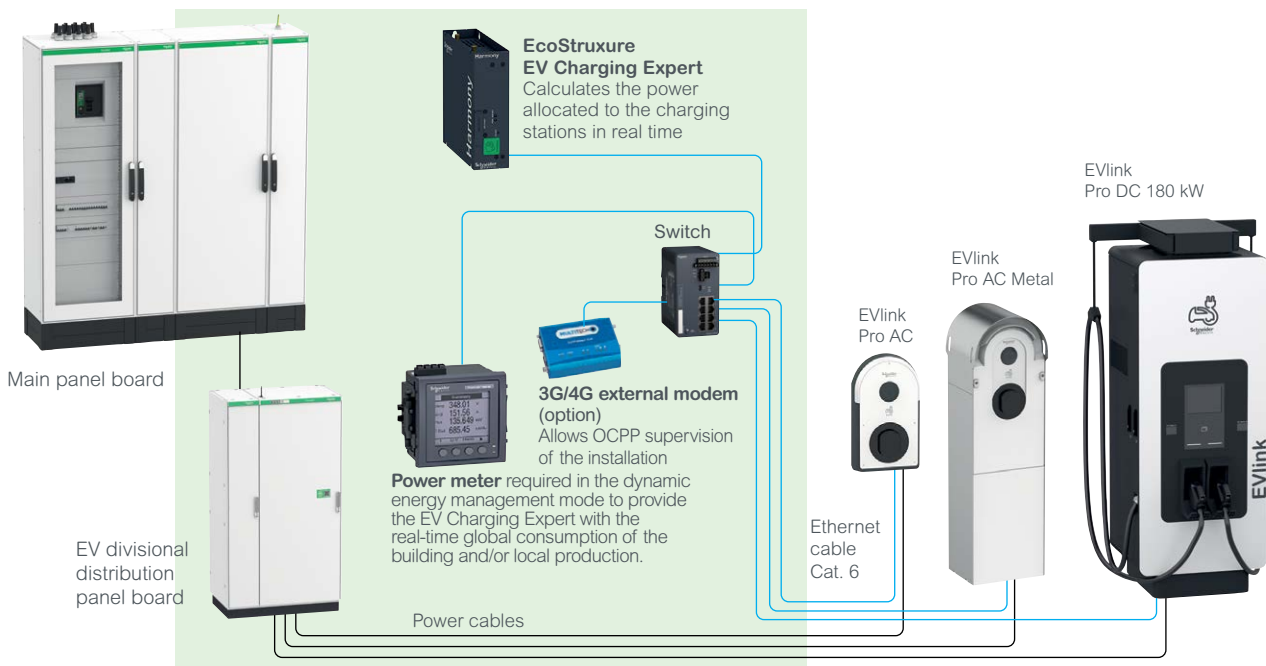 EcoStruxure
EV Charging Expert
Calculates the power
allocated to the charging
stations in real time
Harmony
Harmony
Schneider
Switch
EVlink
Pro DC 180 kW
EVlink
Pro AC Metal
EVlink
Pro AC
Schneider
Main panel board
348.01
151.56
135.649
685.45
3G/4G external modem
(option)
Allows OCPP supervision
of the installation
Power meter required in the dynamic
energy management mode to provide
the EV Charging Expert with the
real-time global consumption of the
building and/or local production.
EVlink
Ethernet
cable
Cat. 6
EV divisional
distribution
panel board
Power cables